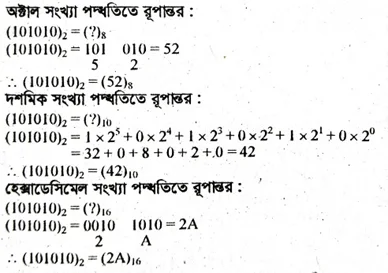 অক্টাল সংখ্যা পদ্ধতিতে রূপান্তর :
(101010)₂ = (?)₈
(101010)₂ = 101 010 = 52
5 2
∴ (101010)₂ = (52)₈
দশমিক সংখ্যা পদ্ধতিতে রূপান্তর :
(101010)₂ = (?)₁₀
(101010)₂ = 1 × 2⁵ + 0 × 2⁴ + 1 × 2³ + 0 × 2² + 1 × 2¹ + 0 × 2⁰
= 32 + 0 + 8 + 0 + 2 + 0 = 42
∴ (101010)₂ = (42)₁₀
হেক্সাডেসিমেল সংখ্যা পদ্ধতিতে রূপান্তর :
(101010)₂ = (?)₁₆
(101010)₂ = 0010 1010 = 2A
2 A
∴ (101010)₂ = (2A)₁₆